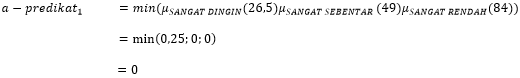 a − predikat₁ = min(μSANGAT DINGIN(26,5)μSANGAT SEBENTAR (49)μSANGAT RENDAH(84))
= min(0,25; 0; 0)
= 0